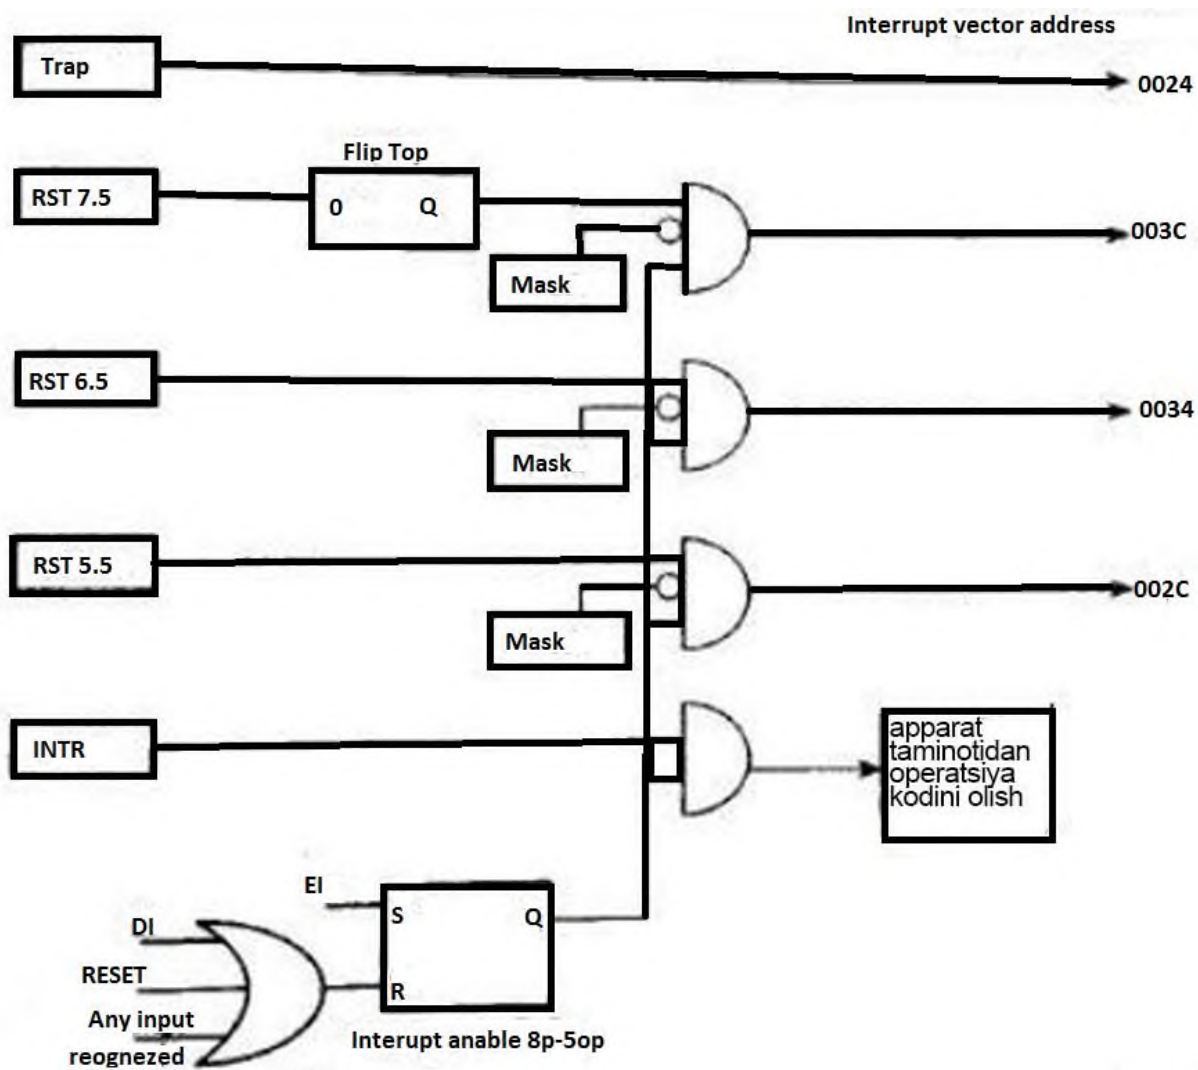 Interrupt vector address
Trap
0024
Flip Top
RST 7.5
0
Q
003C
Mask
RST 6.5
0034
Mask
RST 5.5
002C
Mask
INTR
apparat
taminotidan
operatsiya
kodini olish
EI
S
Q
DI
RESET
R
Any input
reognezed
Interupt anable 8p-5op